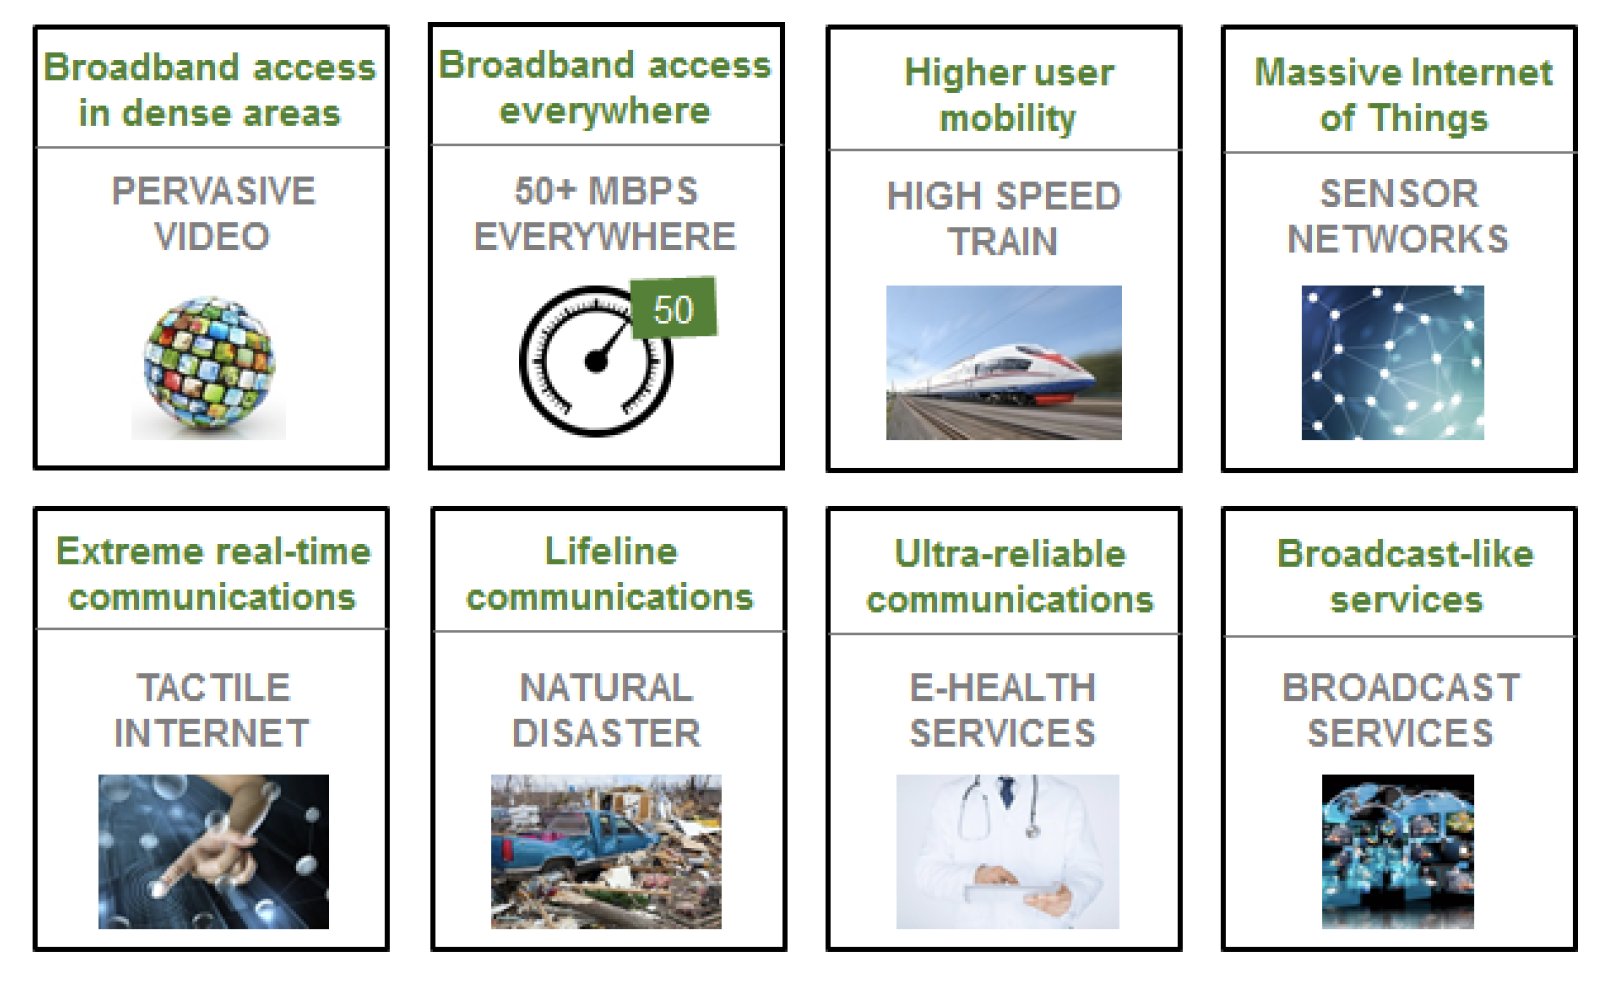 Broadband access
in dense areas
PERVASIVE
VIDEO
Broadband access
everywhere
50+ MBPS
EVERYWHERE
50
Higher user
mobility
HIGH SPEED
TRAIN
Massive Internet
of Things
SENSOR
NETWORKS
Extreme real-time
communications
TACTILE
INTERNET
Lifeline
communications
NATURAL
DISASTER
Ultra-reliable
communications
E-HEALTH
SERVICES
Broadcast-like
services
BROADCAST
SERVICES